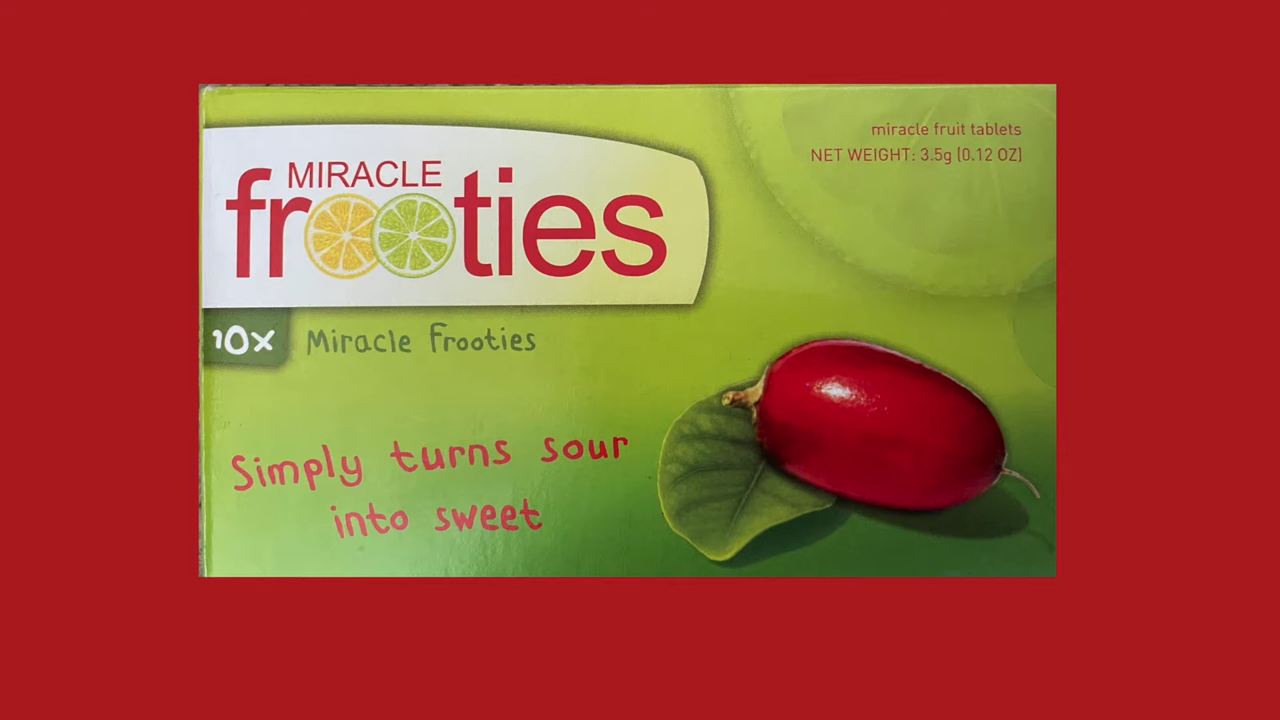 MIRACLE
frooties
miracle fruit tablets
NET WEIGHT: 3.5g (0.12 OZ)
10x Miracle Frooties
Simply turns sour
into sweet